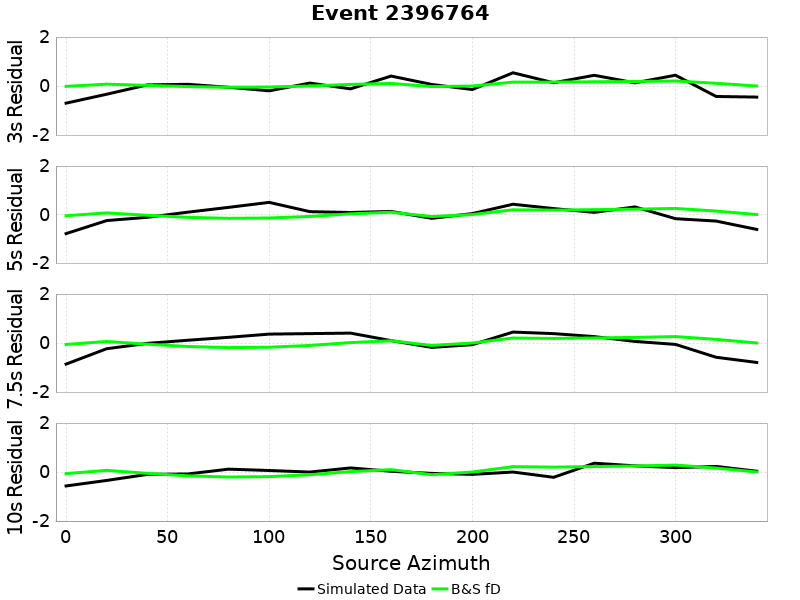 Event 2396764
3s Residual
2
0
-2
5s Residual
2
0
-2
7.5s Residual
2
0
-2
10s Residual
2
0
-2
0 50 100 150 200 250 300
Source Azimuth
Simulated Data B&S fD